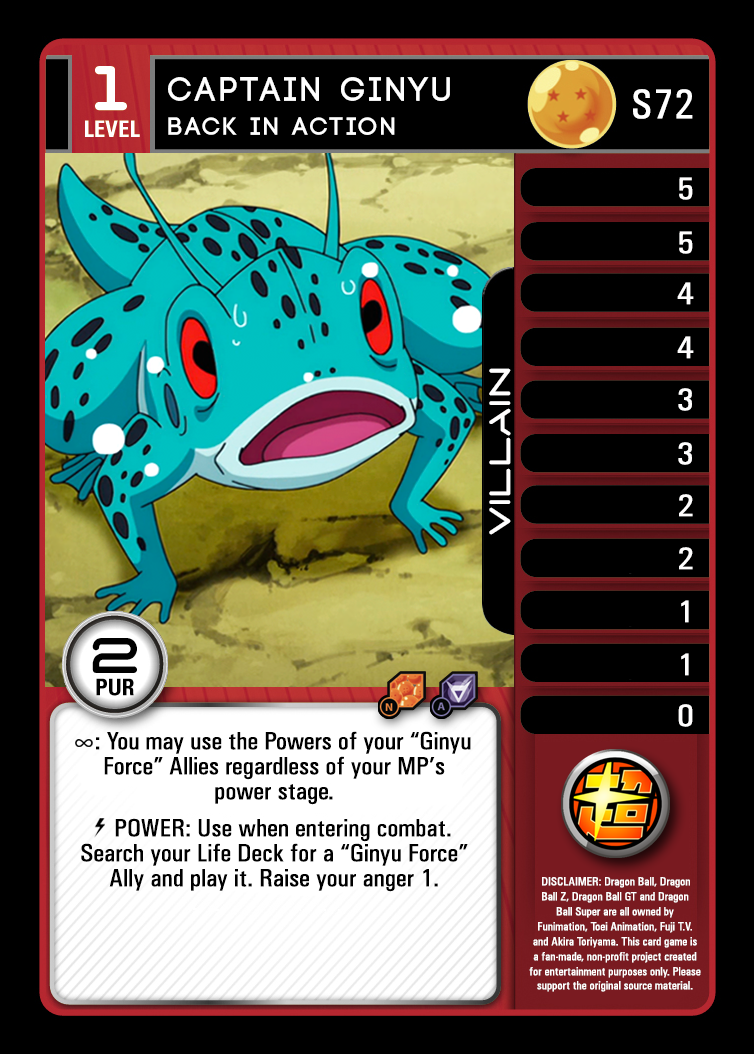 1
LEVEL
CAPTAIN GINYU
BACK IN ACTION
S72
5
5
4
4
3
3
2
2
1
1
0
VILLAIN
2
PUR
N
A
∞: You may use the Powers of your “Ginyu
Force” Allies regardless of your MP’s
power stage.
POWER: Use when entering combat.
Search your Life Deck for a “Ginyu Force”
Ally and play it. Raise your anger 1.
DISCLAIMER: Dragon Ball, Dragon
Ball Z, Dragon Ball GT and Dragon
Ball Super are all owned by
Funimation, Toei Animation, Fuji T.V.
and Akira Toriyama. This card game is
a fan-made, non-profit project created
for entertainment purposes only. Please
support the original source material.